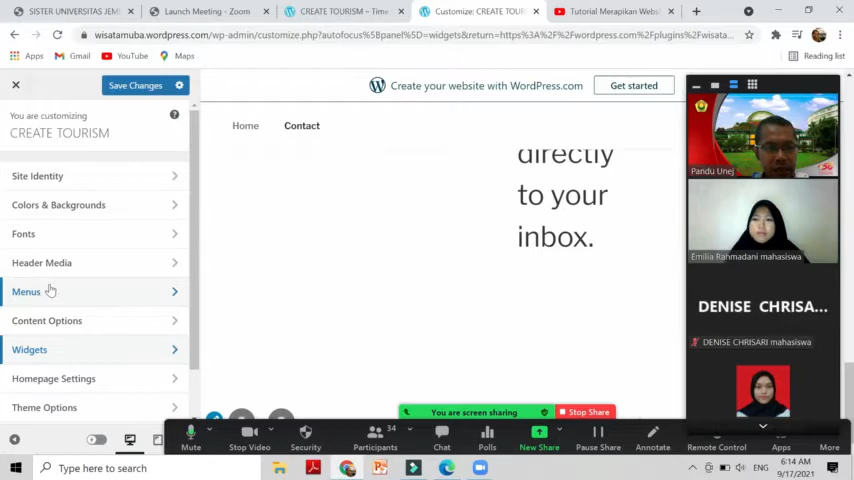 SISTER UNIVERSITAS JEMB
Launch Meeting - Zoom
CREATE TOURISM – Time
Customize: CREATE TOUR
Tutorial Merapikan Websi
wisatamuba.wordpress.com/wp-admin/customize.php?autofocus%5Bpanel%5D=widgets&return=https%3A%2F%2Fwordpress.com%2Fplugins%2Fwisata...
Apps
Gmail
YouTube
Maps
Reading list
Save Changes
Create your website with WordPress.com
Get started
You are customizing
CREATE TOURISM
Home
Contact
directly
to your
inbox.
Site Identity
Colors & Backgrounds
Fonts
Header Media
Menus
Content Options
Widgets
Homepage Settings
Theme Options
Pandu Unej
Emilia Rahmadani mahasiswa
DENISE CHRISA...
DENISE CHRISARI mahasiswa
You are screen sharing
Stop Share
34
Mute
Stop Video
Security
Participants
Chat
Polls
New Share
Pause Share
Annotate
Remote Control
Apps
More
Type here to search
ENG
6:14 AM
9/17/2021